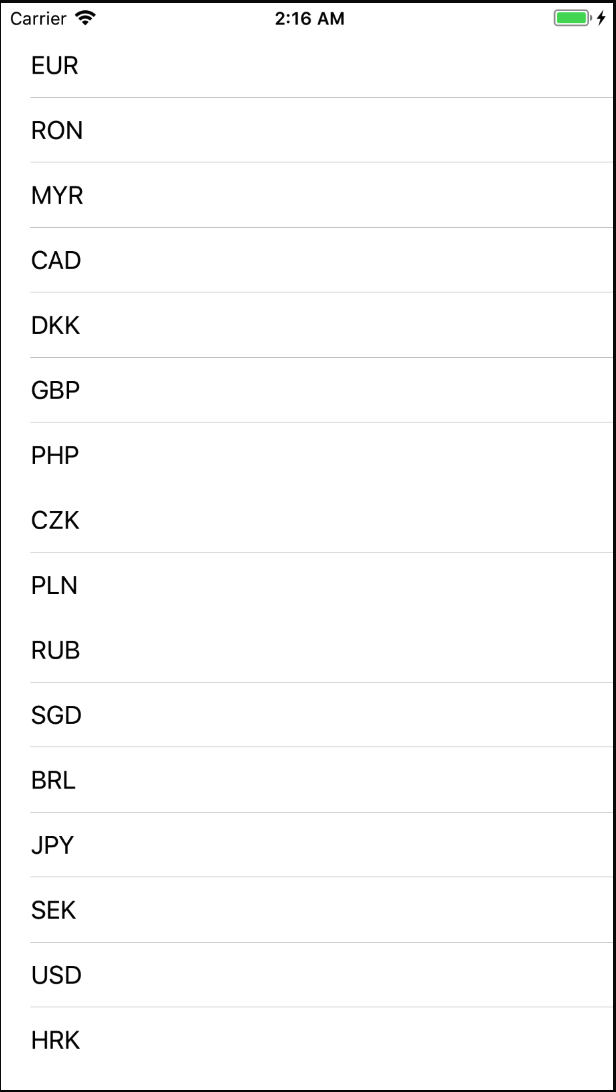 Carrier 2:16 AM
EUR
RON
MYR
CAD
DKK
GBP
PHP
CZK
PLN
RUB
SGD
BRL
JPY
SEK
USD
HRK